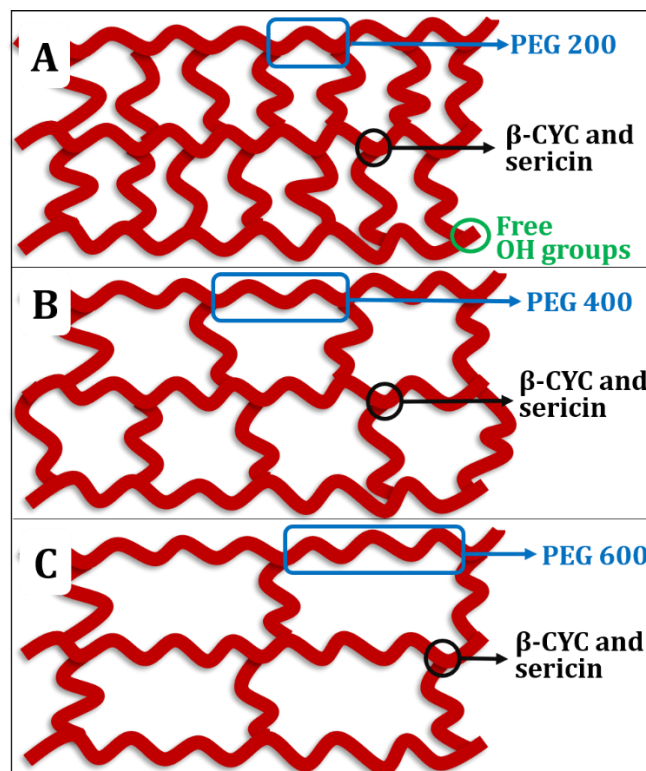 A
PEG 200
β-CYC and
sericin
Free
OH groups
B
PEG 400
β-CYC and
sericin
C
PEG 600
β-CYC and
sericin